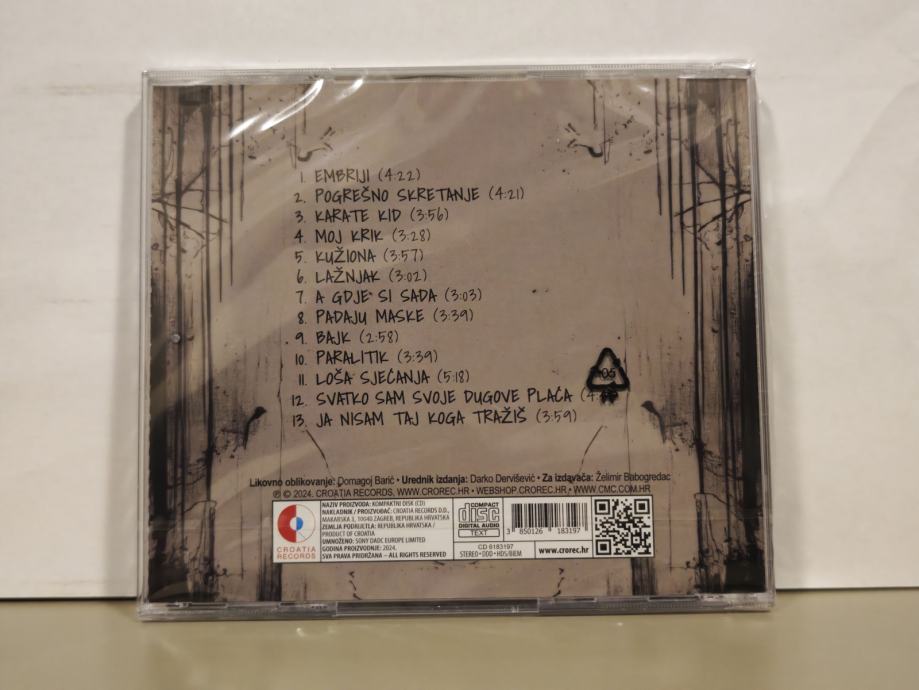 1. EMBRIJI (4:22)
2. POGREŠNO SKRETANJE (4:21)
3. KARATE KID (3:56)
4. MOJ KRIK (3:28)
5. KUŽIONA (3:57)
6. LAŽNJAK (3:02)
7. A GDJE SI SADA (3:03)
8. PADAJU MASKE (3:39)
9. BAJK (2:58)
10. PARALITIK (3:39)
11. LOŠA SJEĆANJA (5:18)
12. SVATKO SAM SVOJE DUGOVE PLAĆA
13. JA NISAM TAJ KOGA TRAŽIŠ (3:59)
Likovno oblikovanje: Domagoj Barić • Urednik izdanja: Darko Dervišević • Za izdavača: Želimir Babogredac
℗ © 2024. CROATIA RECORDS, WWW.CROREC.HR • WEBSHOP.CROREC.HR • WWW.CMC.COM.HR
CROATIA
RECORDS
NAZIV PROIZVODA: KOMPAKTNI DISK (CD)
NAKLADNIK / PROIZVOĐAČ: CROATIA RECORDS D.D.,
MAKARSKA 3, 10040 ZAGREB, REPUBLIKA HRVATSKA
ZEMLJA PODRIJETLA: REPUBLIKA HRVATSKA /
PRODUCT OF CROATIA
UMNOŽENO: SONY DADC EUROPE LIMITED
GODINA PROIZVODNJE: 2024.
SVA PRAVA PRIDRŽANA – ALL RIGHTS RESERVED
COMPACT
disc
DIGITAL AUDIO
TEXT
3 850126 183197
CD 6183197
STEREO•DDD•HDS/BIEM
www.crorec.hr